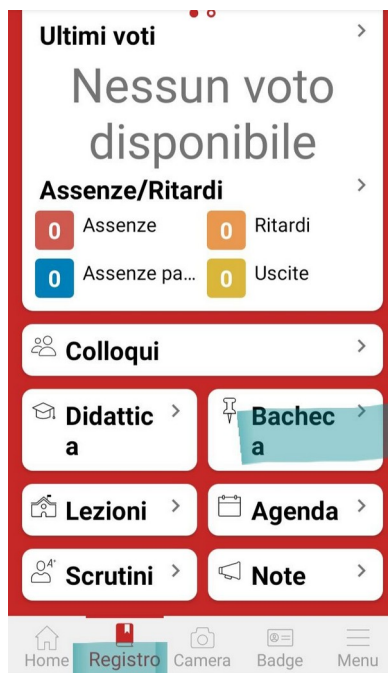 Ultimi voti
Nessun voto
disponibile
Assenze/Ritardi
0 Assenze 0 Ritardi
0 Assenze pa... 0 Uscite
Colloqui
Didattic
a
Bachec
a
Lezioni Agenda
Scrutini Note
Home Registro Camera Badge Menu